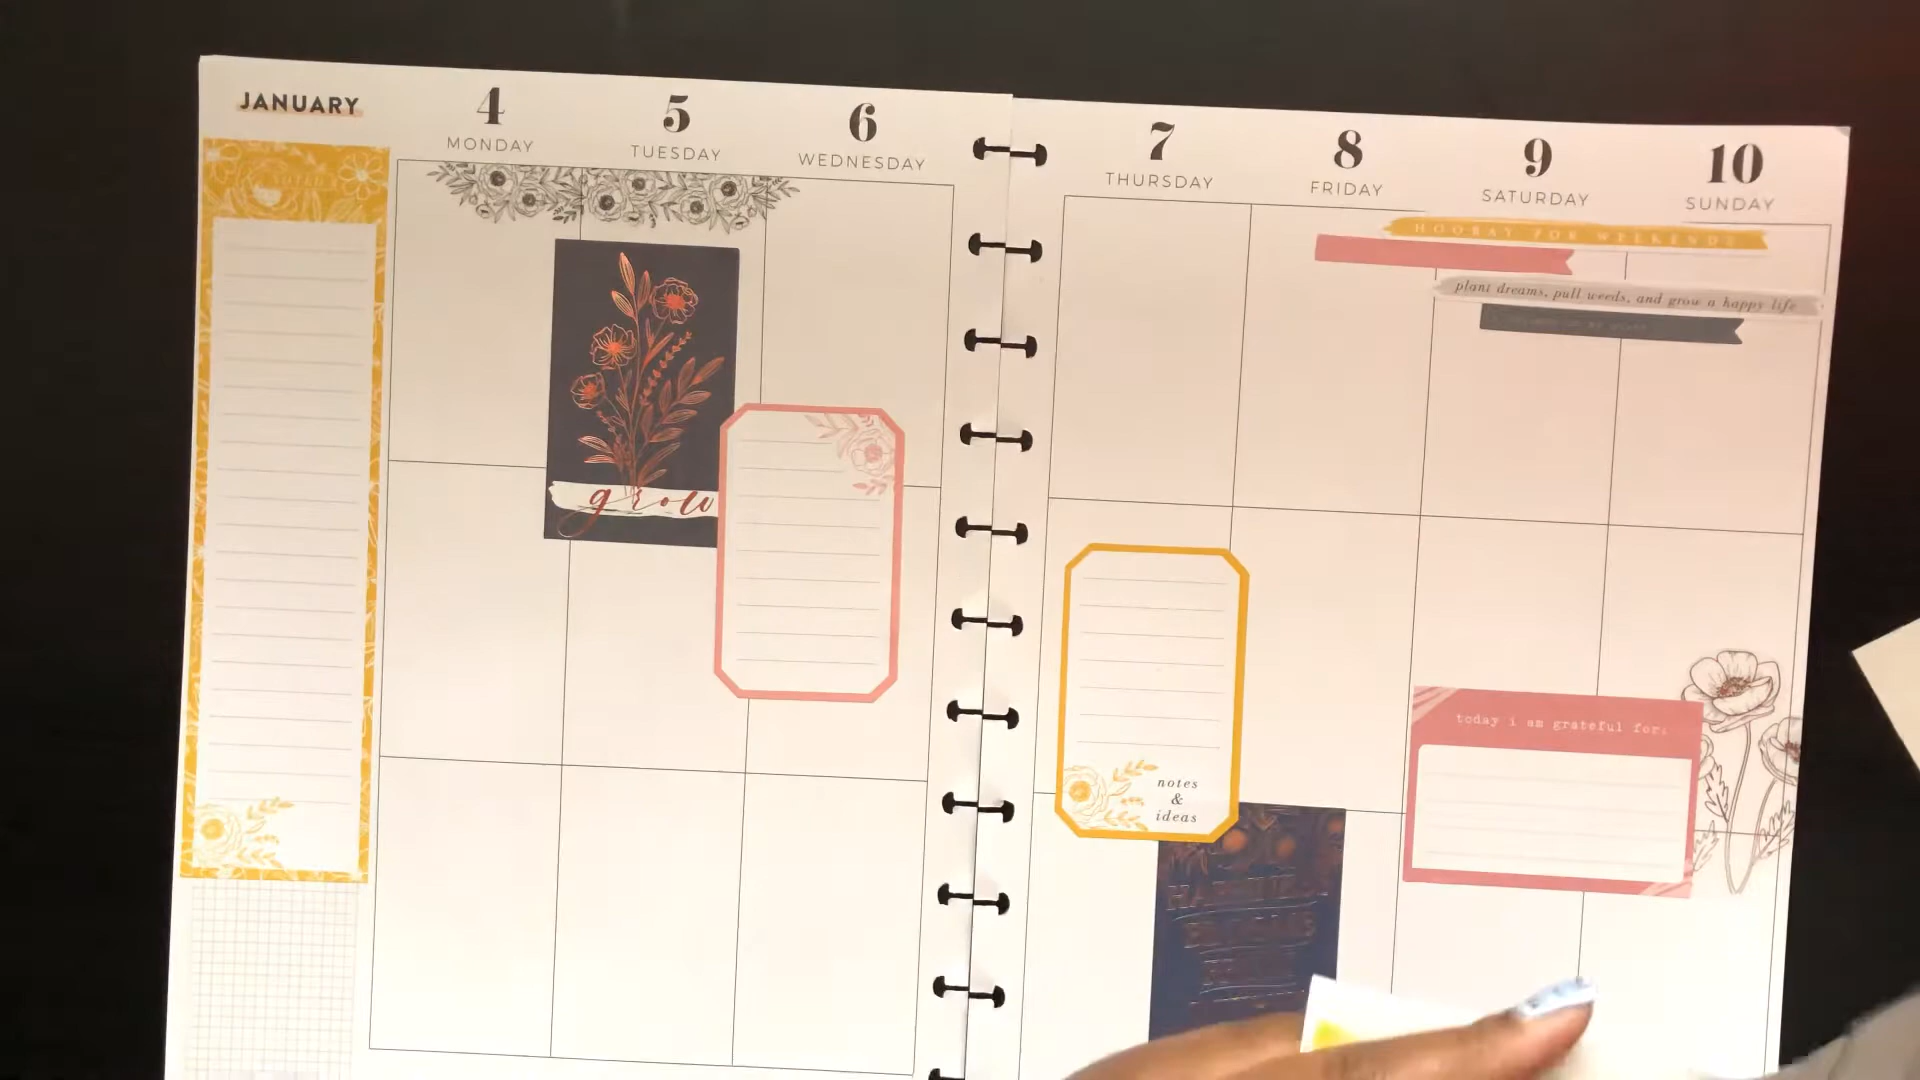 JANUARY
4
MONDAY
5
TUESDAY
6
WEDNESDAY
7
THURSDAY
8
FRIDAY
9
SATURDAY
10
SUNDAY
HOORAY FOR WEEKENDS
plant dreams, pull weeds, and grow a happy life
grow
notes
&
ideas
today i am grateful for: